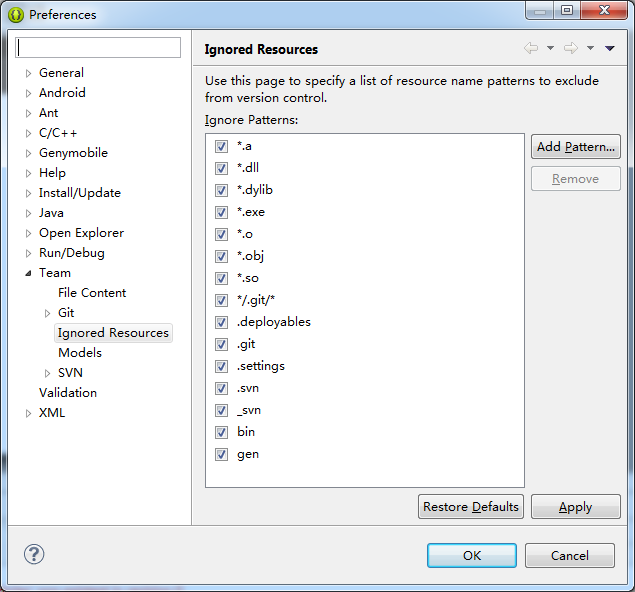 Preferences
General
Android
Ant
C/C++
Genymobile
Help
Install/Update
Java
Open Explorer
Run/Debug
Team
File Content
Git
Ignored Resources
Models
SVN
Validation
XML
Ignored Resources
Use this page to specify a list of resource name patterns to exclude
from version control.
Ignore Patterns:
*.a
*.dll
*.dylib
*.exe
*.o
*.obj
*.so
*/.git/*
.deployables
.git
.settings
.svn
_svn
bin
gen
Add Pattern...
Remove
Restore Defaults
Apply
?
OK
Cancel